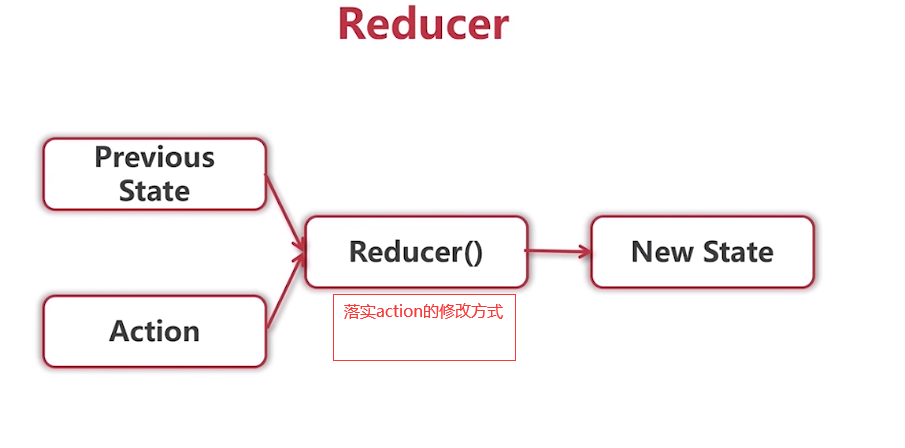 Reducer
Previous
State
Action
Reducer()
落实action的修改方式
New State